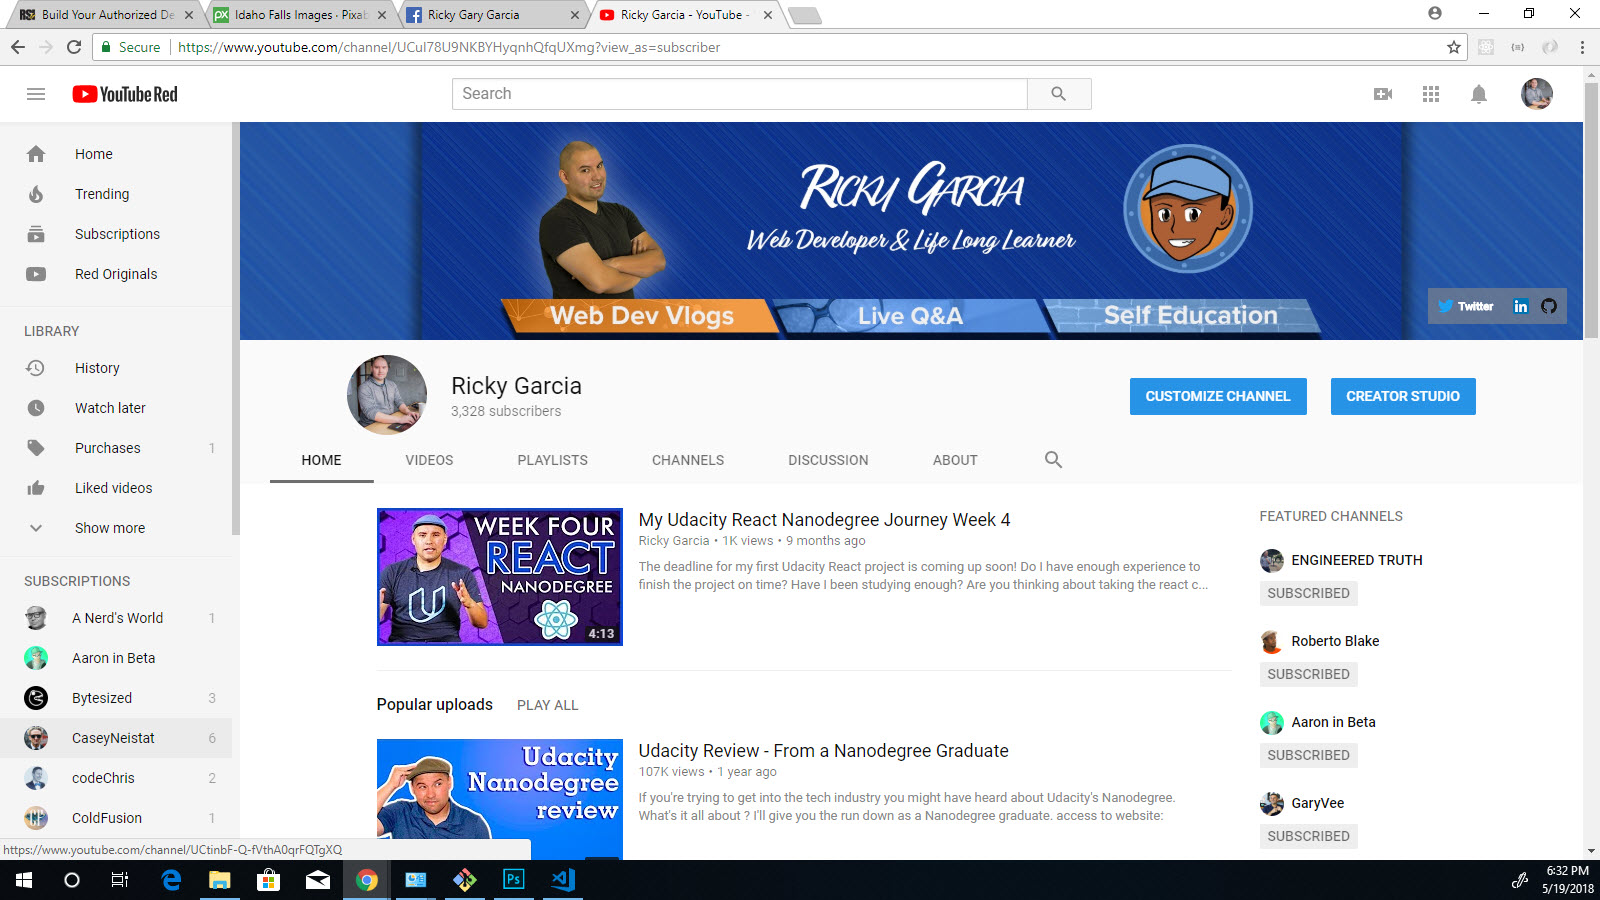 Build Your Authorized De
Idaho Falls Images · Pixab
Ricky Gary Garcia
Ricky Garcia - YouTube -
Secure
https://www.youtube.com/channel/UCul78U9NKBYHyqnhQfqUXmg?view_as=subscriber
YouTube Red
Search
Home
Trending
Subscriptions
Red Originals
LIBRARY
History
Watch later
Purchases 1
Liked videos
Show more
SUBSCRIPTIONS
A Nerd's World 1
Aaron in Beta
Bytesized 3
CaseyNeistat 6
codeChris 2
ColdFusion 1
https://www.youtube.com/channel/UCtinbF-Q-fVthA0qrFQTgXQ
RICKY GARCIA
Web Developer & Life Long Learner
Web Dev Vlogs
Live Q&A
Self Education
Twitter
in
Ricky Garcia
3,328 subscribers
CUSTOMIZE CHANNEL
CREATOR STUDIO
HOME
VIDEOS
PLAYLISTS
CHANNELS
DISCUSSION
ABOUT
WEEK FOUR
REACT
NANODEGREE
4:13
My Udacity React Nanodegree Journey Week 4
Ricky Garcia • 1K views • 9 months ago
The deadline for my first Udacity React project is coming up soon! Do I have enough experience to
finish the project on time? Have I been studying enough? Are you thinking about taking the react c...
Popular uploads
PLAY ALL
Udacity
Nanodegree
review
Udacity Review - From a Nanodegree Graduate
107K views • 1 year ago
If you're trying to get into the tech industry you might have heard about Udacity's Nanodegree.
What's it all about ? I'll give you the run down as a Nanodegree graduate. access to website:
FEATURED CHANNELS
ENGINEERED TRUTH
SUBSCRIBED
Roberto Blake
SUBSCRIBED
Aaron in Beta
SUBSCRIBED
GaryVee
SUBSCRIBED
Ps
6:32 PM
5/19/2018